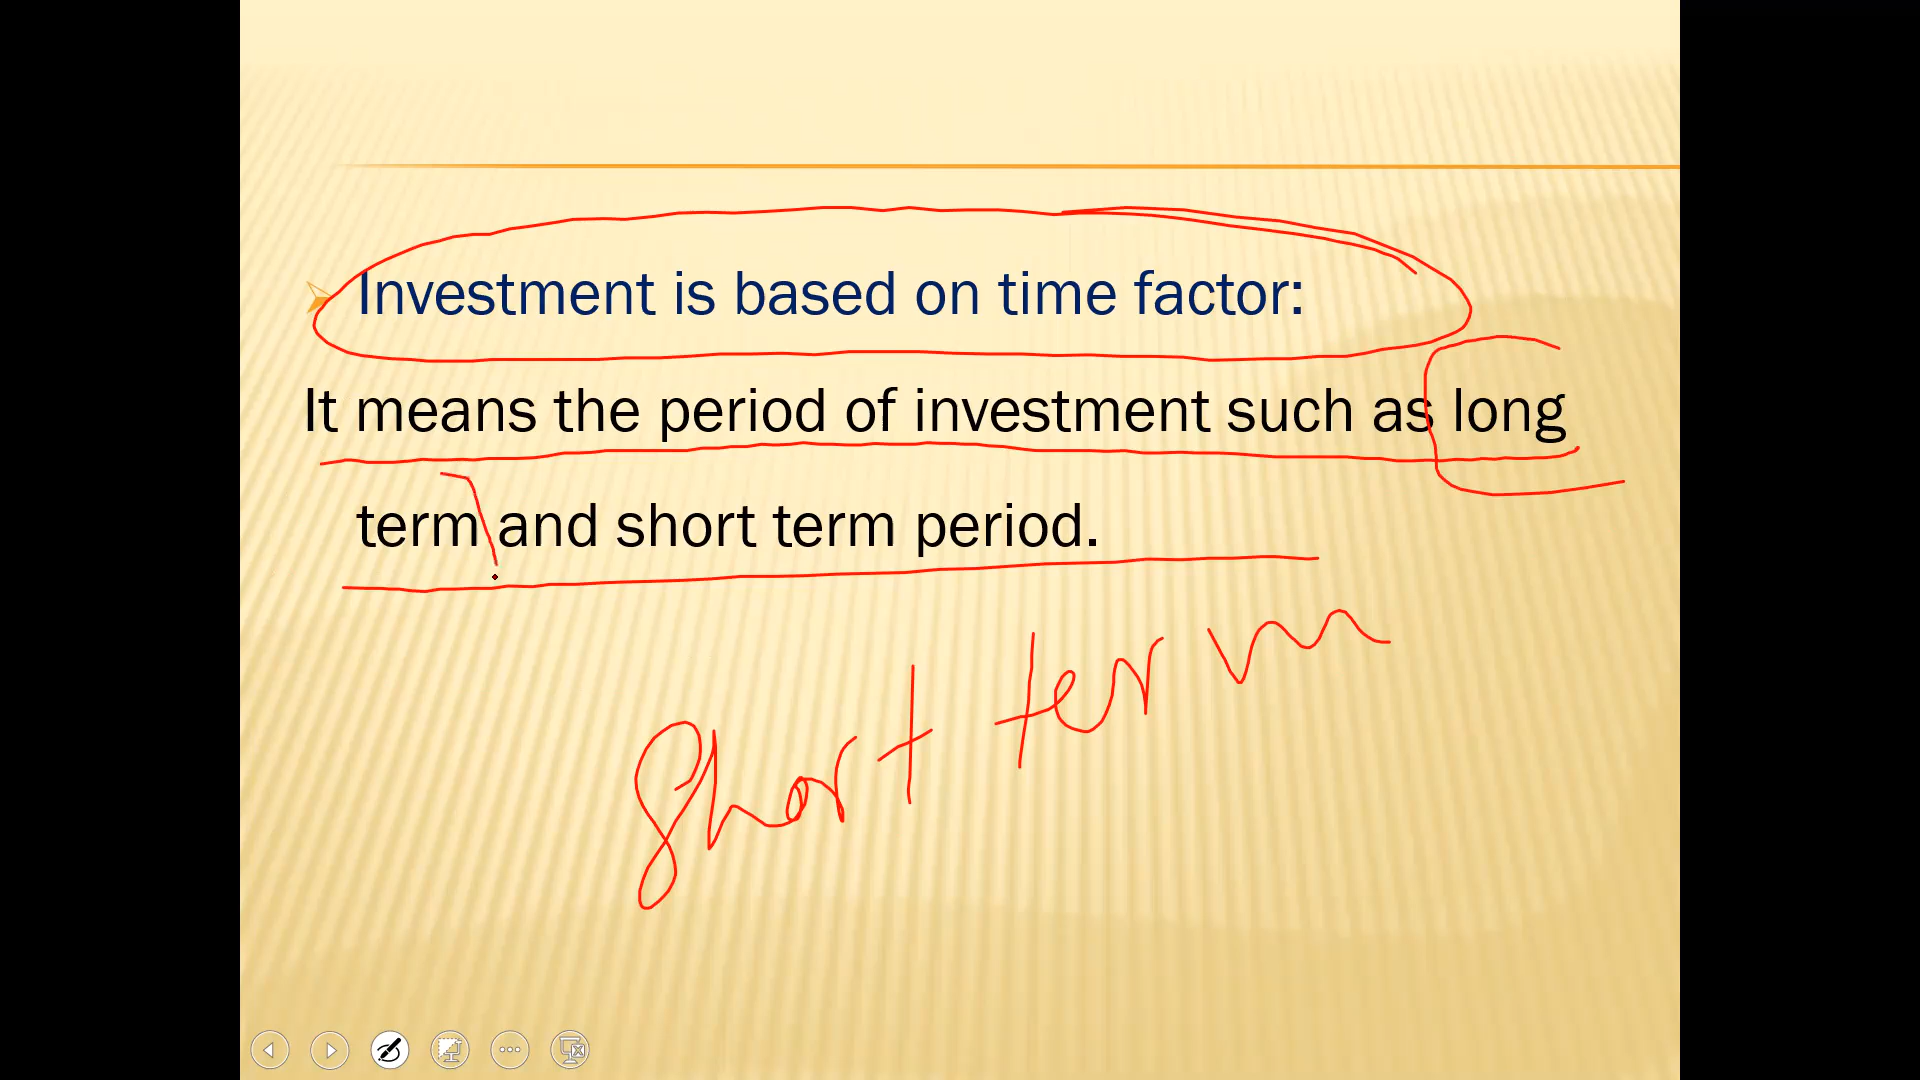 Investment is based on time factor:
It means the period of investment such as long
term and short term period.
Short term